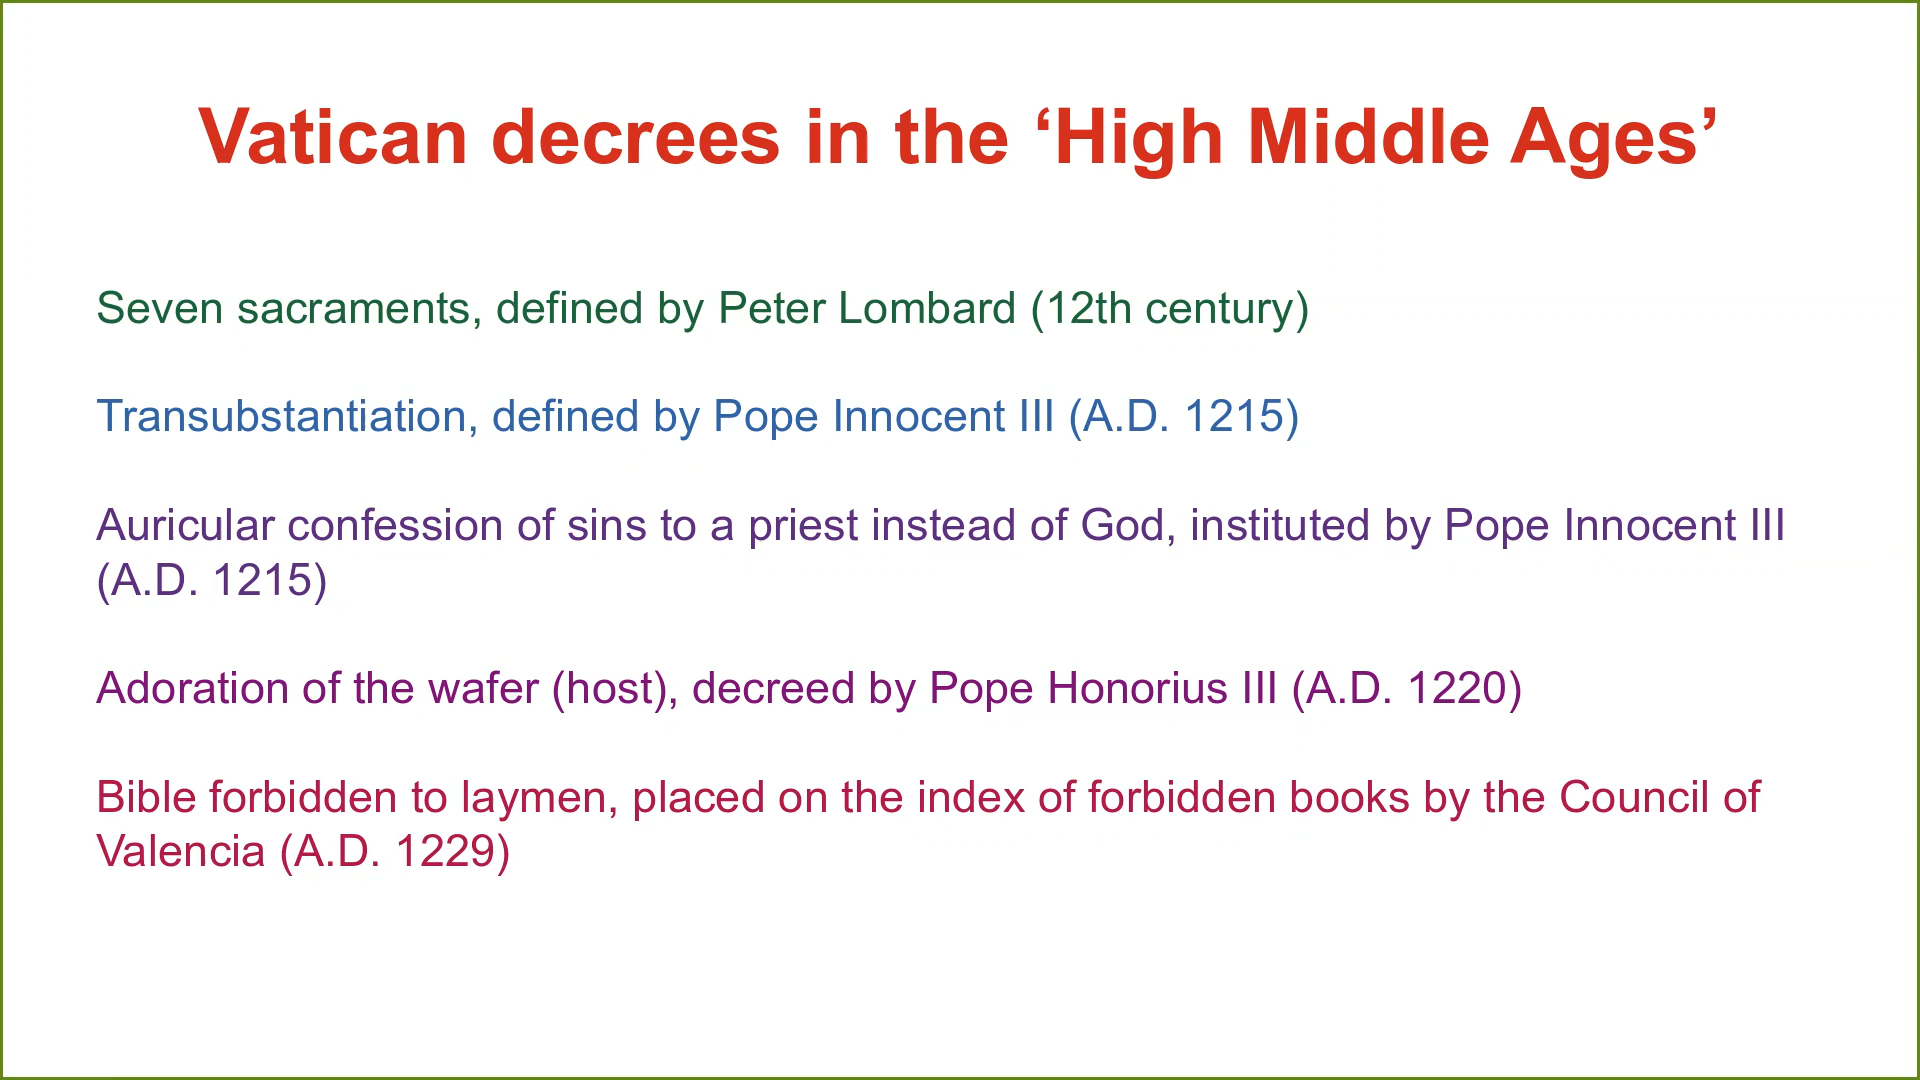 Vatican decrees in the ‘High Middle Ages’
Seven sacraments, defined by Peter Lombard (12th century)
Transubstantiation, defined by Pope Innocent III (A.D. 1215)
Auricular confession of sins to a priest instead of God, instituted by Pope Innocent III
(A.D. 1215)
Adoration of the wafer (host), decreed by Pope Honorius III (A.D. 1220)
Bible forbidden to laymen, placed on the index of forbidden books by the Council of
Valencia (A.D. 1229)